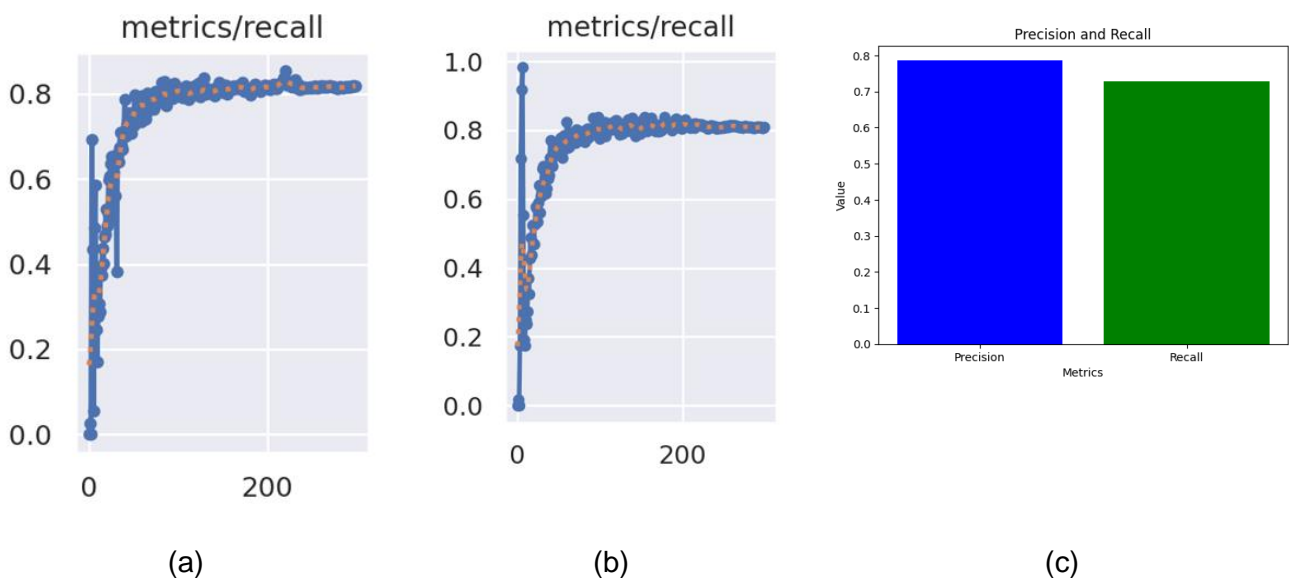 metrics/recall
0.8
0.6
0.4
0.2
0.0
0 200
(a)
metrics/recall
1.0
0.8
0.6
0.4
0.2
0.0
0 200
(b)
Precision and Recall
Value
0.8
0.7
0.6
0.5
0.4
0.3
0.2
0.1
0.0
Precision Recall
Metrics
(c)